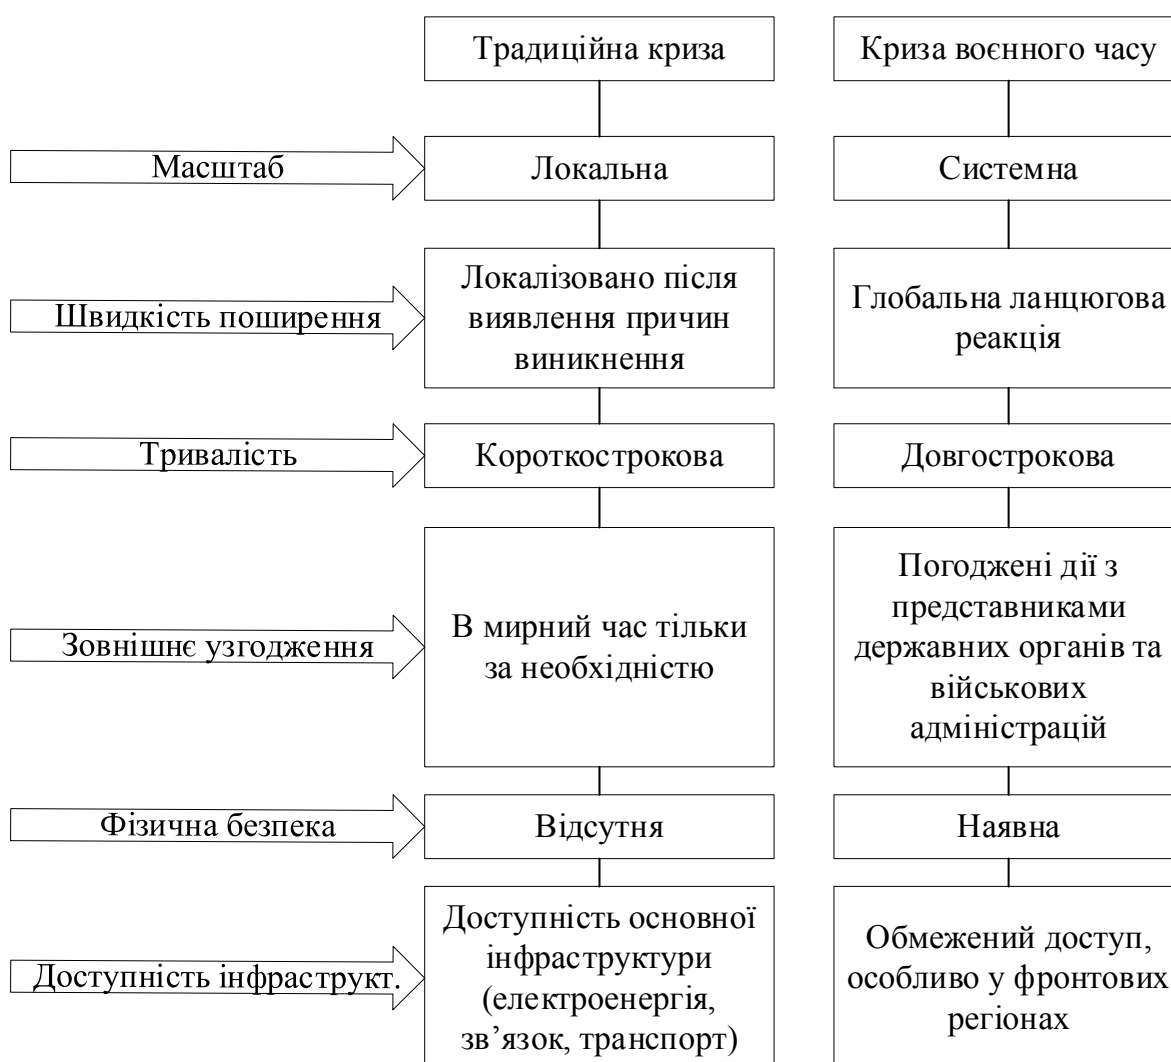 Традиційна криза
Криза воєнного часу
Масштаб
Локальна
Системна
Швидкість поширення
Локалізовано після
виявлення причин
виникнення
Глобальна ланцюгова
реакція
Тривалість
Короткострокова
Довгострокова
Зовнішнє узгодження
В мирний час тільки
за необхідністю
Погоджені дії з
представниками
державних органів та
військових
адміністрацій
Фізична безпека
Відсутня
Наявна
Доступність інфраструкт.
Доступність основної
інфраструктури
(електроенергія,
зв’язок, транспорт)
Обмежений доступ,
особливо у фронтових
регіонах